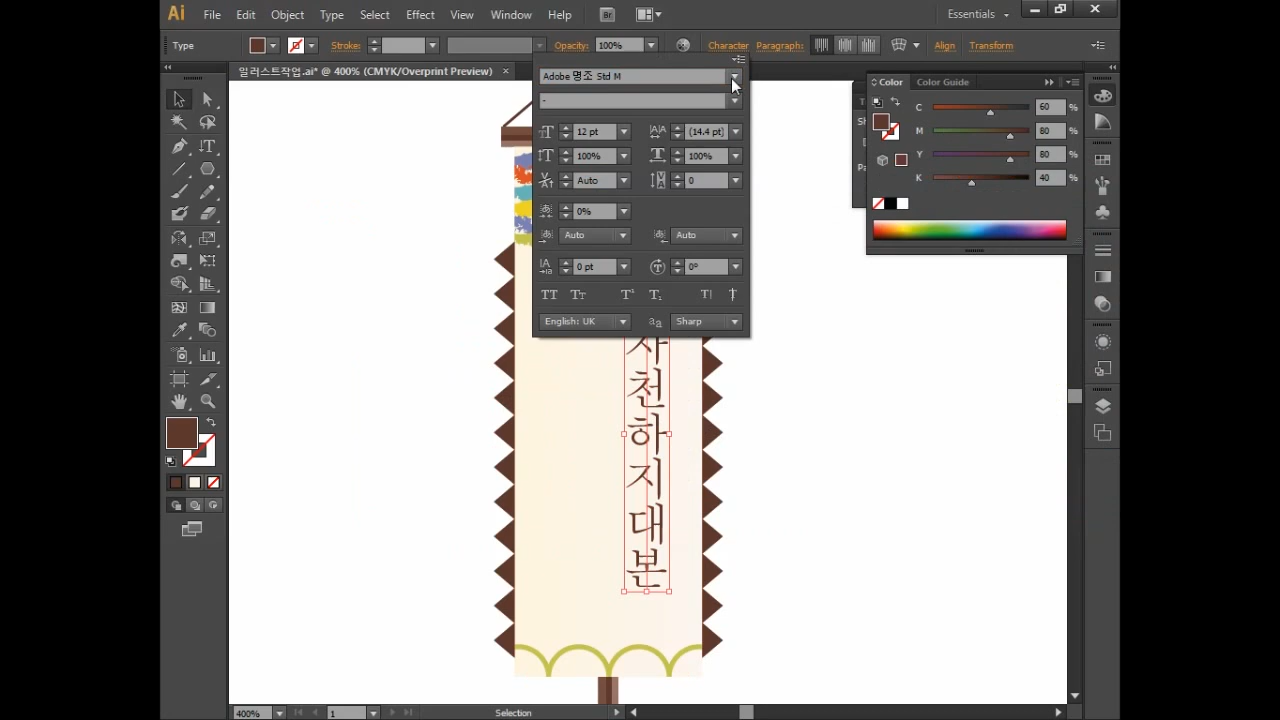 Ai File Edit Object Type Select Effect View Window Help Br Essentials
Type Stroke: Opacity: 100% Character Paragraph: Align Transform
일러스트작업.ai* @ 400% (CMYK/Overprint Preview) ×
Adobe 명조 Std M
-
12 pt (14.4 pt)
100% 100%
Auto 0
0%
Auto Auto
0 pt 0°
English: UK Sharp
Color Color Guide
C 60 %
M 80 %
Y 80 %
K 40 %
천하지대본
400% 1 Selection